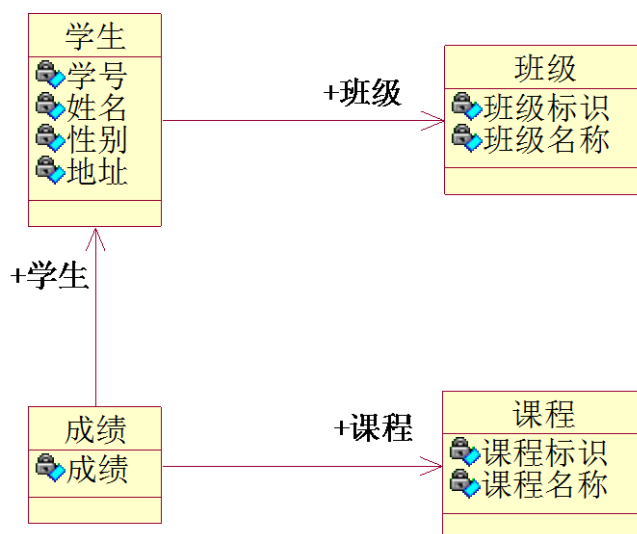 学生
学号
姓名
性别
地址
+班级
班级
班级标识
班级名称
+学生
成绩
成绩
+课程
课程
课程标识
课程名称